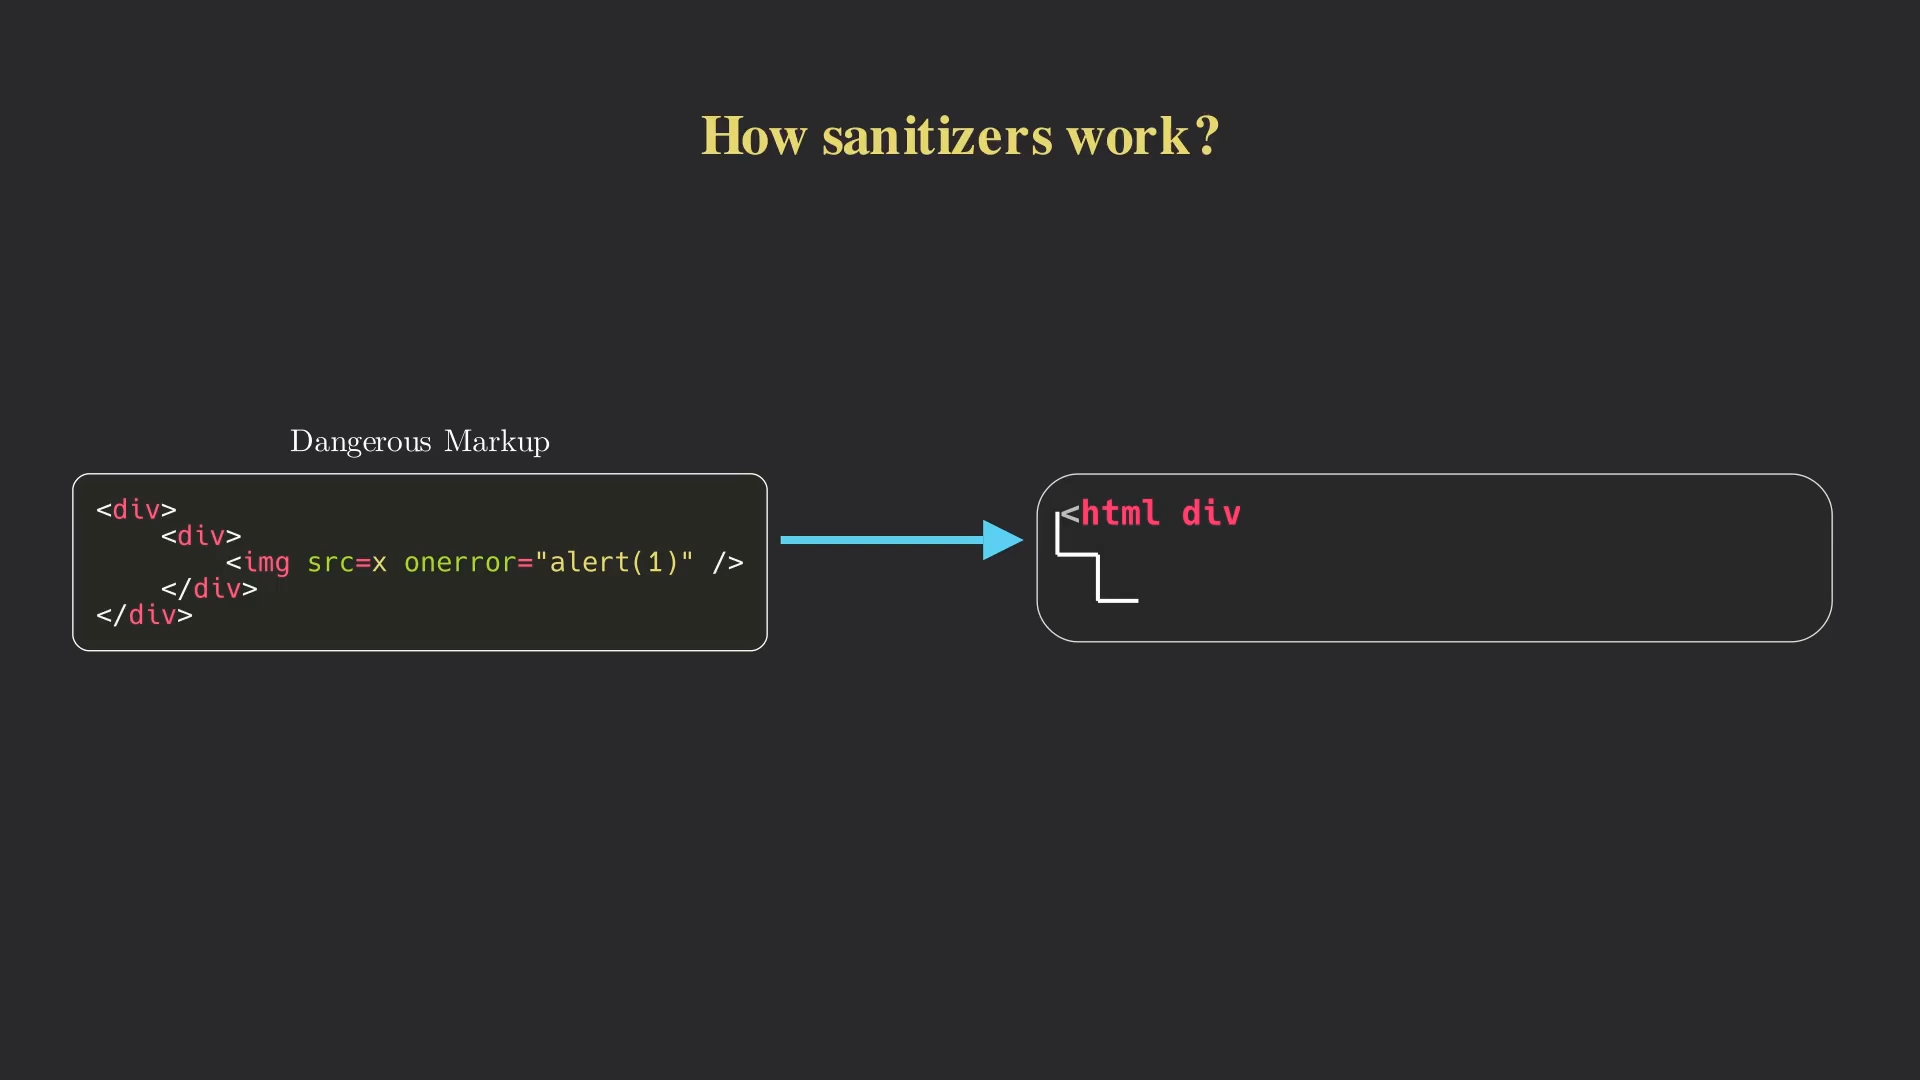 How sanitizers work?
Dangerous Markup
<div>
<div>
<img src=x onerror="alert(1)" />
</div>
</div>
<html div